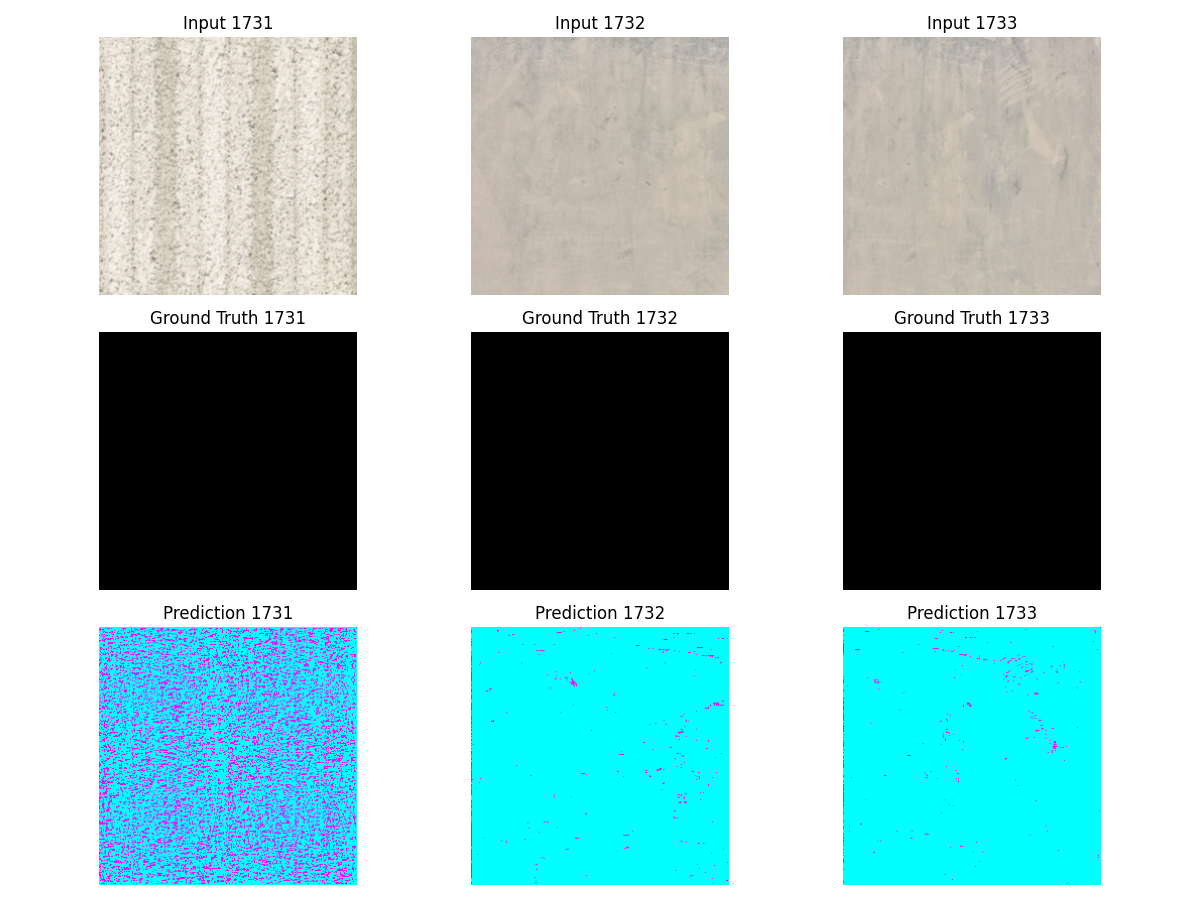 Input 1731
Input 1732
Input 1733
Ground Truth 1731
Ground Truth 1732
Ground Truth 1733
Prediction 1731
Prediction 1732
Prediction 1733